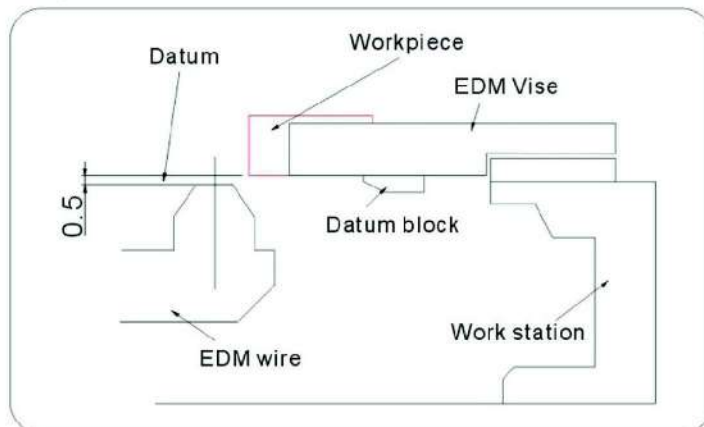 Workpiece
Datum
EDM Vise
0.5
Datum block
Work station
EDM wire